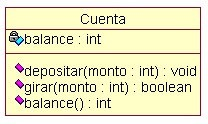 Cuenta
balance : int
depositar(monto : int) : void
girar(monto : int) : boolean
balance() : int